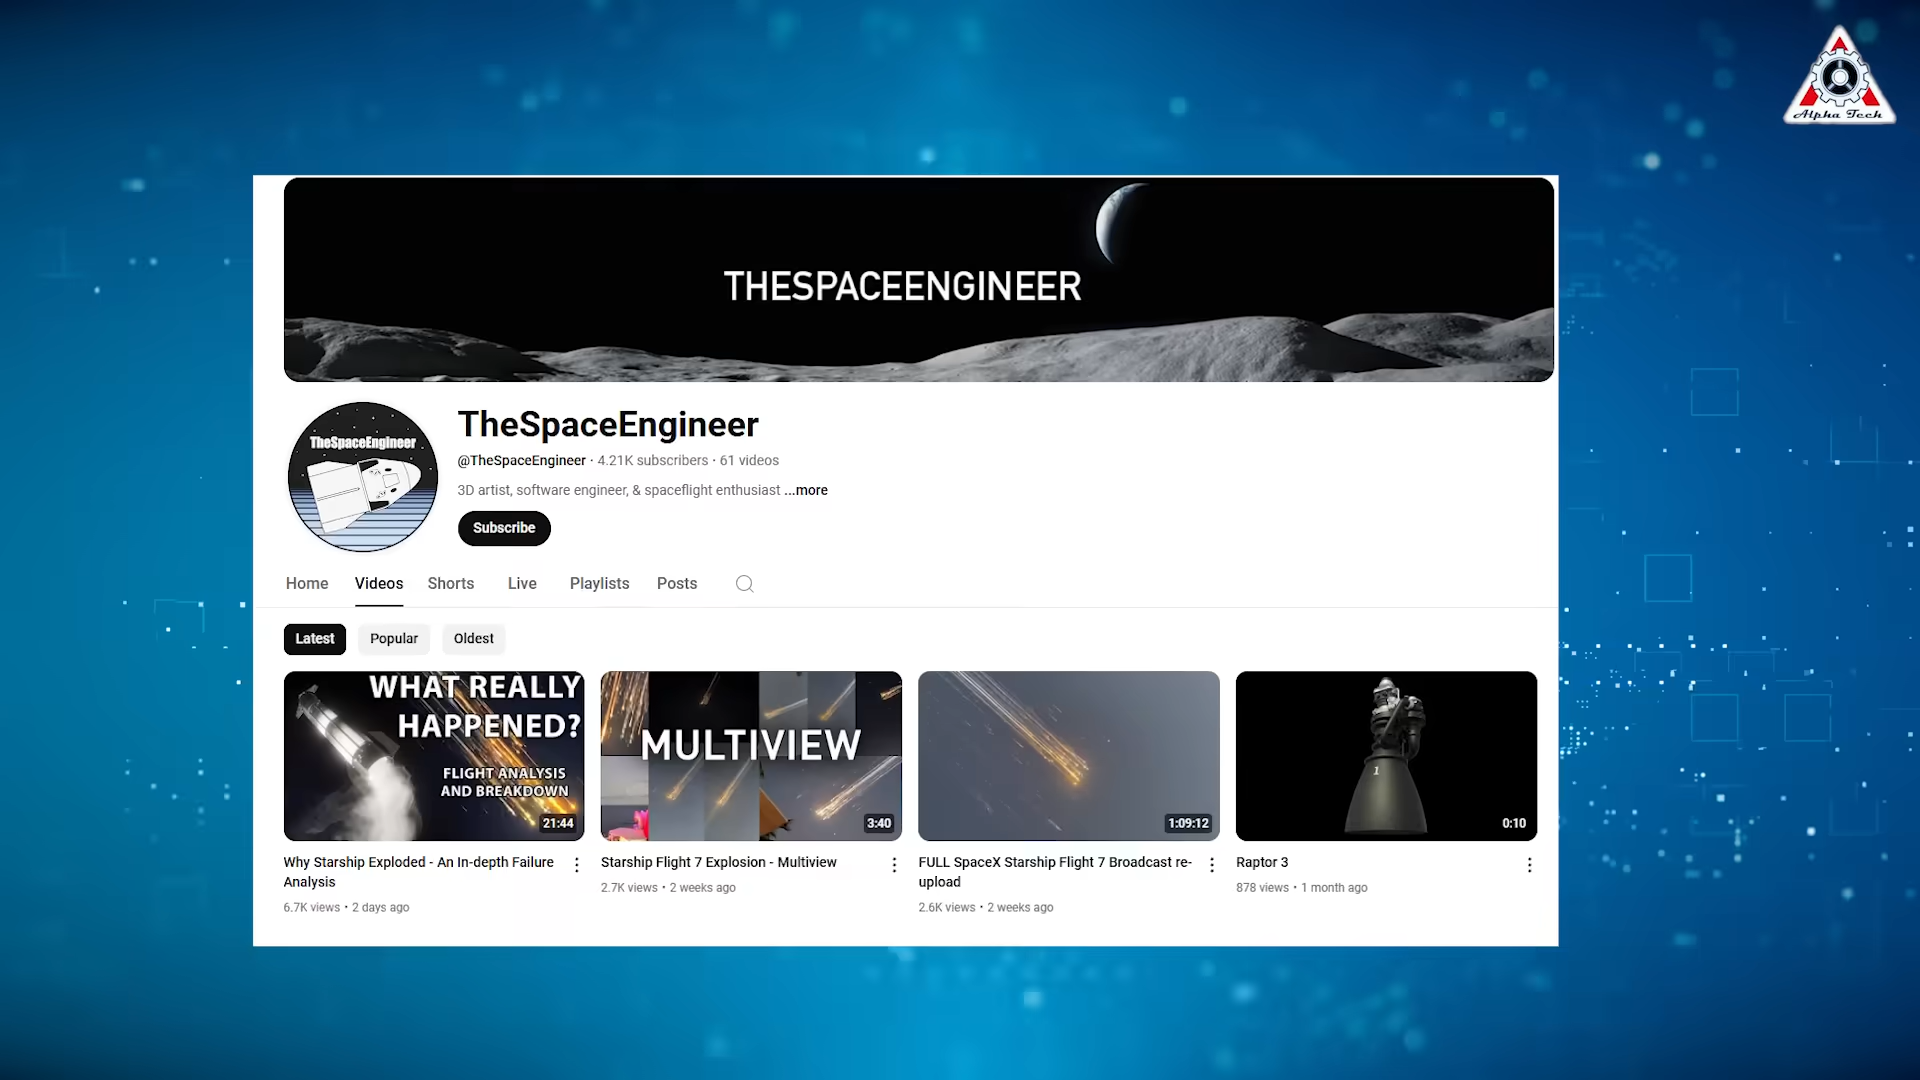 Alpha Tech
THESPACEENGINEER
TheSpaceEngineer
TheSpaceEngineer
@TheSpaceEngineer · 4.21K subscribers · 61 videos
3D artist, software engineer, & spaceflight enthusiast ...more
Subscribe
Home Videos Shorts Live Playlists Posts
Latest Popular Oldest
WHAT REALLY
HAPPENED?
FLIGHT ANALYSIS
AND BREAKDOWN
21:44
MULTIVIEW
3:40
1:09:12
1
0:10
Why Starship Exploded - An In-depth Failure
Analysis
6.7K views • 2 days ago
Starship Flight 7 Explosion - Multiview
2.7K views • 2 weeks ago
FULL SpaceX Starship Flight 7 Broadcast re-
upload
2.6K views • 2 weeks ago
Raptor 3
878 views • 1 month ago